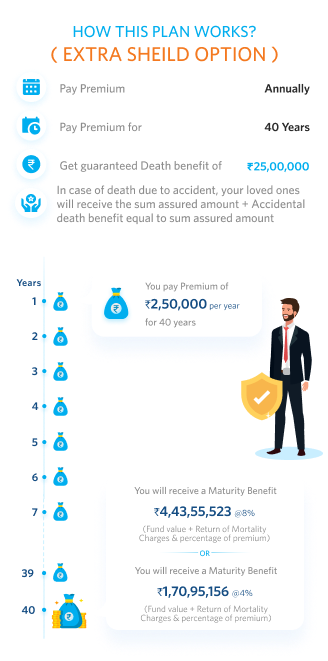 HOW THIS PLAN WORKS?
( EXTRA SHEILD OPTION )
Pay Premium Annually
Pay Premium for 40 Years
Get guaranteed Death benefit of ₹25,00,000
In case of death due to accident, your loved ones
will receive the sum assured amount + Accidental
death benefit equal to sum assured amount
Years
1
You pay Premium of
₹2,50,000 per year
for 40 years
2
3
4
5
6
7
You will receive a Maturity Benefit
₹4,43,55,523 @8%
(Fund value + Return of Mortality
Charges & percentage of premium)
OR
39
You will receive a Maturity Benefit
₹1,70,95,156 @4%
(Fund value + Return of Mortality
Charges & percentage of premium)
40